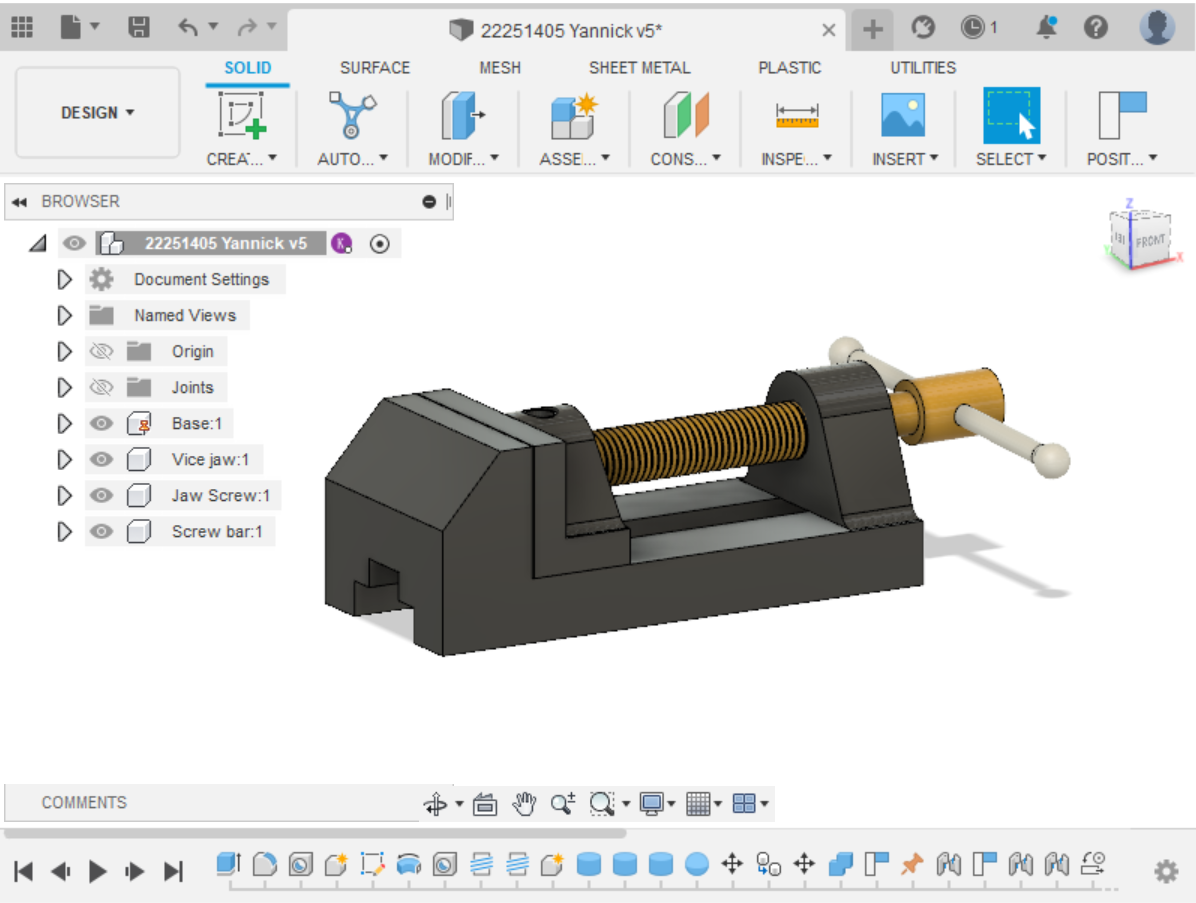 22251405 Yannick v5*
1
SOLID SURFACE MESH SHEET METAL PLASTIC UTILITIES
DESIGN
CREA... AUTO... MODIF... ASSE... CONS... INSPE... INSERT SELECT POSIT...
BROWSER
22251405 Yannick v5 K
Document Settings
Named Views
Origin
Joints
Base:1
Vice jaw:1
Jaw Screw:1
Screw bar:1
Z
FRONT
X
COMMENTS